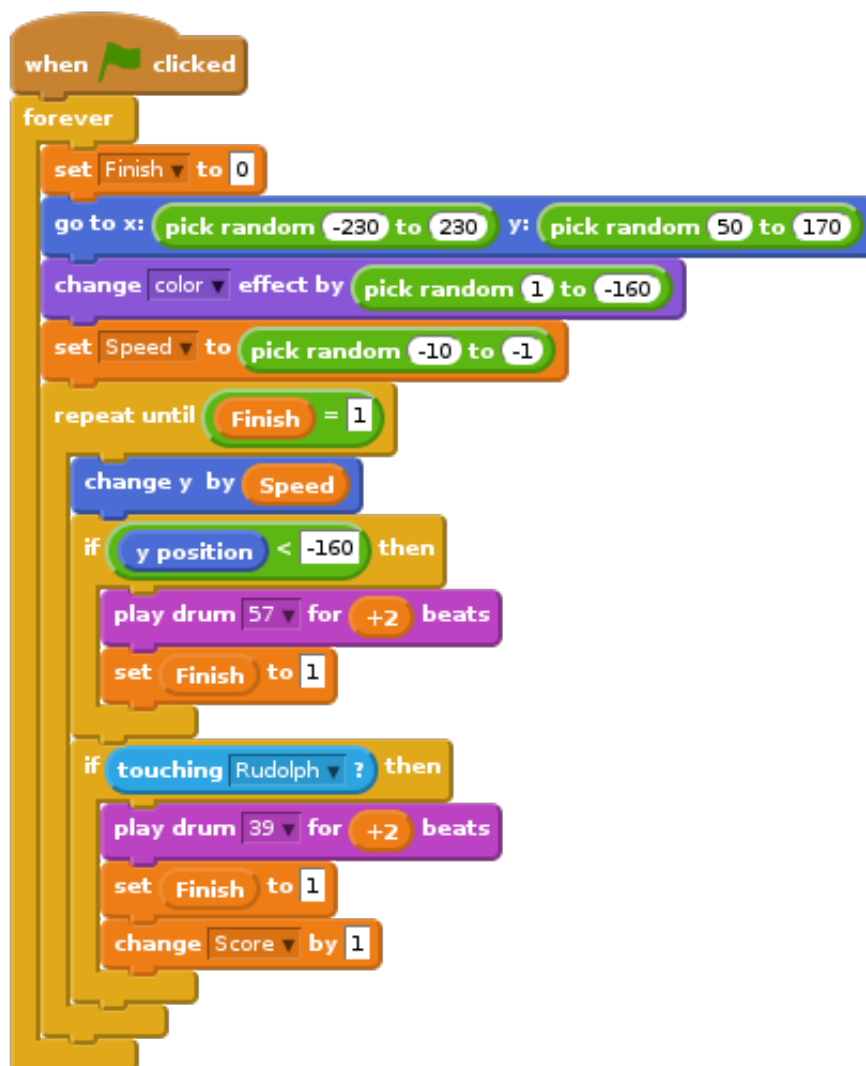 when clicked
forever
set Finish to 0
go to x: pick random -230 to 230 y: pick random 50 to 170
change color effect by pick random 1 to -160
set Speed to pick random -10 to -1
repeat until Finish = 1
change y by Speed
if y position < -160 then
play drum 57 for +2 beats
set Finish to 1
if touching Rudolph ? then
play drum 39 for +2 beats
set Finish to 1
change Score by 1